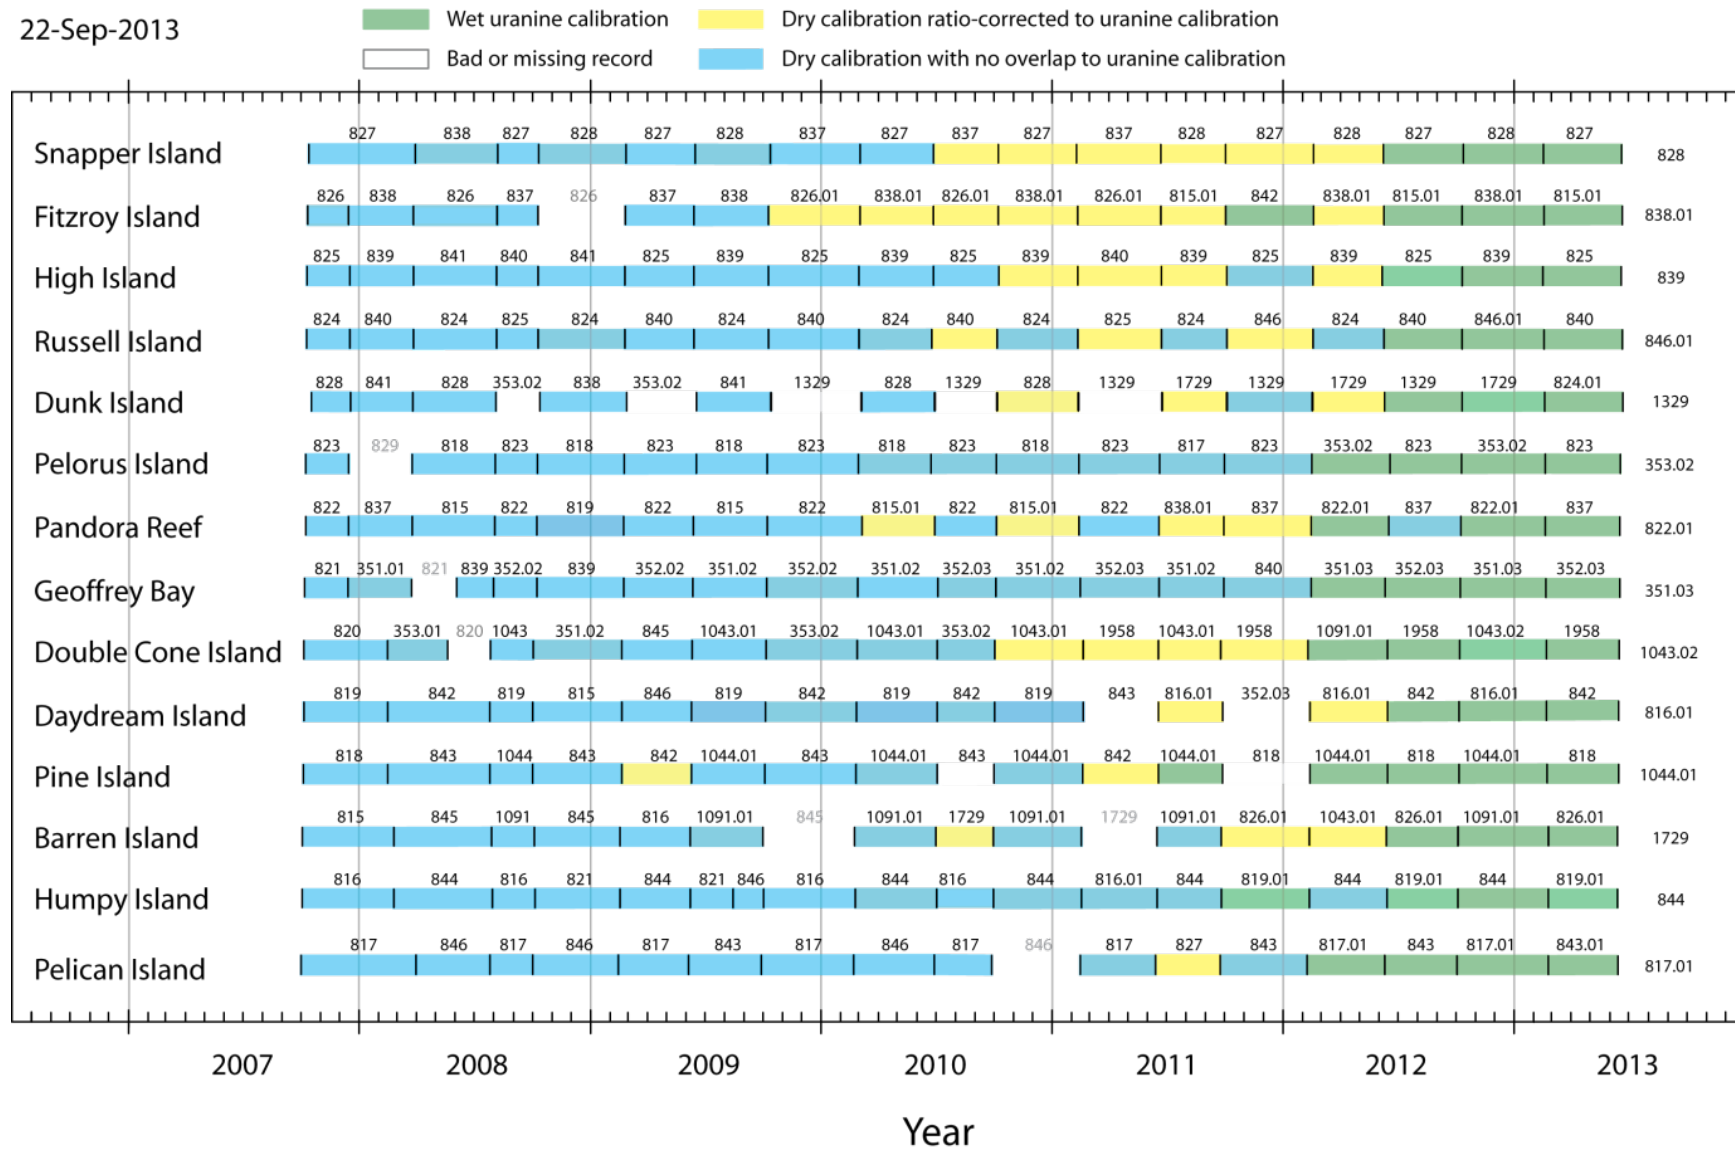 22-Sep-2013
Wet uranine calibration
Dry calibration ratio-corrected to uranine calibration
Bad or missing record
Dry calibration with no overlap to uranine calibration
827 838 827 828 827 828 837 827 837 827 837 828 827 828 827 828 827
Snapper Island 828
826 838 826 837 826 837 838 826.01 838.01 826.01 838.01 826.01 815.01 842 838.01 815.01 838.01 815.01
Fitzroy Island 838.01
825 839 841 840 841 825 839 825 839 825 839 840 839 825 839 825 839 825
High Island 839
824 840 824 825 824 840 824 840 824 840 824 825 824 846 824 840 846.01 840
Russell Island 846.01
828 841 828 353.02 838 353.02 841 1329 828 1329 828 1329 1729 1329 1729 1329 1729 824.01
Dunk Island 1329
823 829 818 823 818 823 818 823 818 823 818 823 817 823 353.02 823 353.02 823
Pelorus Island 353.02
822 837 815 822 819 822 815 822 815.01 822 815.01 822 838.01 837 822.01 837 822.01 837
Pandora Reef 822.01
821 351.01 821 839 352.02 839 352.02 351.02 352.02 351.02 352.03 351.02 352.03 351.02 840 351.03 352.03 351.03 352.03
Geoffrey Bay 351.03
820 353.01 820 1043 351.02 845 1043.01 353.02 1043.01 353.02 1043.01 1958 1043.01 1958 1091.01 1958 1043.02 1958
Double Cone Island 1043.02
819 842 819 815 846 819 842 819 842 819 843 816.01 352.03 816.01 842 816.01 842
Daydream Island 816.01
818 843 1044 843 842 1044.01 843 1044.01 843 1044.01 842 1044.01 818 1044.01 818 1044.01 818
Pine Island 1044.01
815 845 1091 845 816 1091.01 845 1091.01 1729 1091.01 1729 1091.01 826.01 1043.01 826.01 1091.01 826.01
Barren Island 1729
816 844 816 821 844 821 846 816 844 816 844 816.01 844 819.01 844 819.01 844 819.01
Humpy Island 844
817 846 817 846 817 843 817 846 817 846 817 827 843 817.01 843 817.01 843.01
Pelican Island 817.01
2007 2008 2009 2010 2011 2012 2013
Year